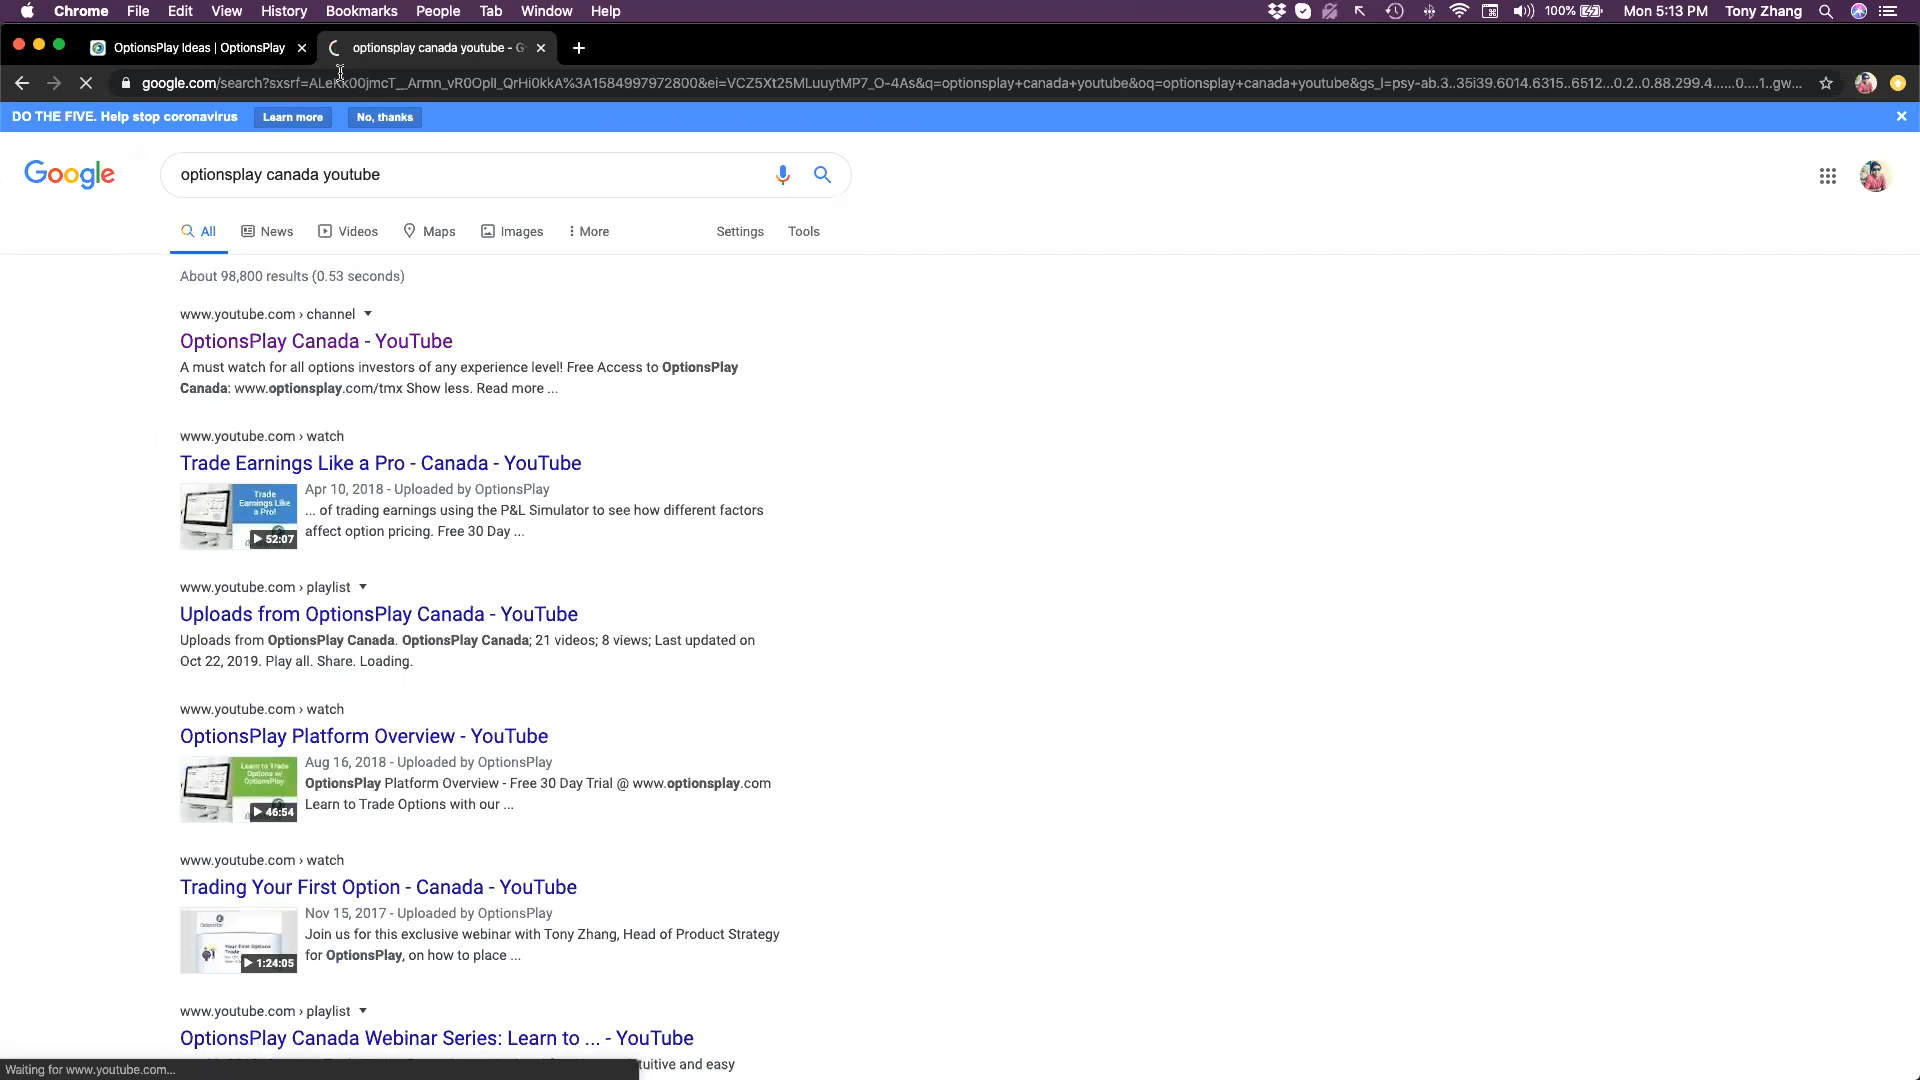 Chrome File Edit View History Bookmarks People Tab Window Help 100% Mon 5:13 PM Tony Zhang
OptionsPlay Ideas | OptionsPlay optionsplay canada youtube - G
google.com/search?sxsrf=ALeKk00jmcT__Armn_vR0OplI_QrHi0kkA%3A1584997972800&ei=VCZ5Xt25MLuuytMP7_O-4As&q=optionsplay+canada+youtube&oq=optionsplay+canada+youtube&gs_l=psy-ab.3..35i39.6014.6315..6512...0.2..0.88.299.4......0....1..gw...
DO THE FIVE. Help stop coronavirus Learn more No, thanks
Google optionsplay canada youtube
All News Videos Maps Images More Settings Tools
About 98,800 results (0.53 seconds)
www.youtube.com › channel
OptionsPlay Canada - YouTube
A must watch for all options investors of any experience level! Free Access to OptionsPlay
Canada: www.optionsplay.com/tmx Show less. Read more ...
www.youtube.com › watch
Trade Earnings Like a Pro - Canada - YouTube
Trade
Earnings Like
a Pro!
52:07
Apr 10, 2018 - Uploaded by OptionsPlay
... of trading earnings using the P&L Simulator to see how different factors
affect option pricing. Free 30 Day ...
www.youtube.com › playlist
Uploads from OptionsPlay Canada - YouTube
Uploads from OptionsPlay Canada. OptionsPlay Canada; 21 videos; 8 views; Last updated on
Oct 22, 2019. Play all. Share. Loading.
www.youtube.com › watch
OptionsPlay Platform Overview - YouTube
Learn to Trade
Options w/
OptionsPlay
46:54
Aug 16, 2018 - Uploaded by OptionsPlay
OptionsPlay Platform Overview - Free 30 Day Trial @ www.optionsplay.com
Learn to Trade Options with our ...
www.youtube.com › watch
Trading Your First Option - Canada - YouTube
Your First Options
Trade
1:24:05
Nov 15, 2017 - Uploaded by OptionsPlay
Join us for this exclusive webinar with Tony Zhang, Head of Product Strategy
for OptionsPlay, on how to place ...
www.youtube.com › playlist
OptionsPlay Canada Webinar Series: Learn to ... - YouTube
tuitive and easy
Waiting for www.youtube.com...